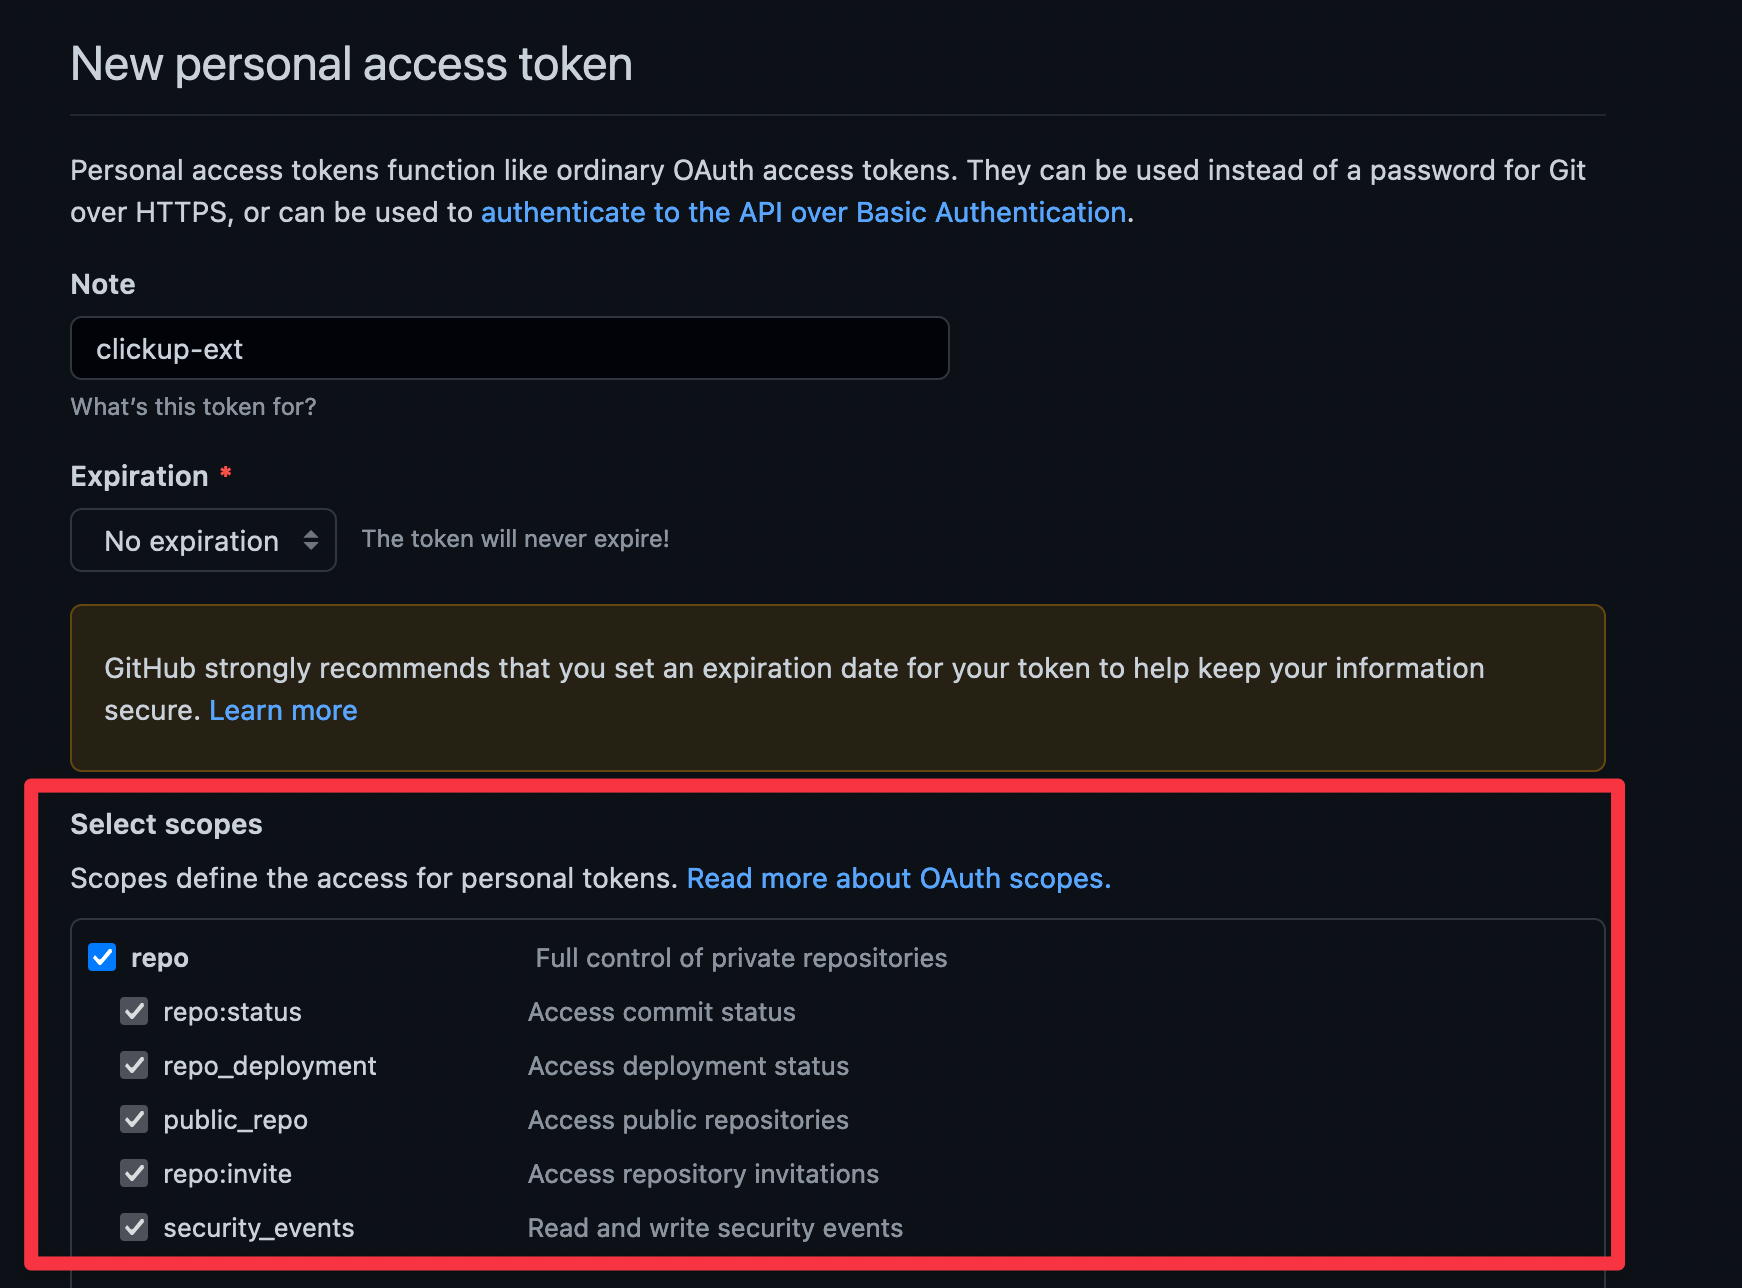 New personal access token
Personal access tokens function like ordinary OAuth access tokens. They can be used instead of a password for Git
over HTTPS, or can be used to authenticate to the API over Basic Authentication.
Note
clickup-ext
What's this token for?
Expiration *
No expiration The token will never expire!
GitHub strongly recommends that you set an expiration date for your token to help keep your information
secure. Learn more
Select scopes
Scopes define the access for personal tokens. Read more about OAuth scopes.
repo Full control of private repositories
repo:status Access commit status
repo_deployment Access deployment status
public_repo Access public repositories
repo:invite Access repository invitations
security_events Read and write security events